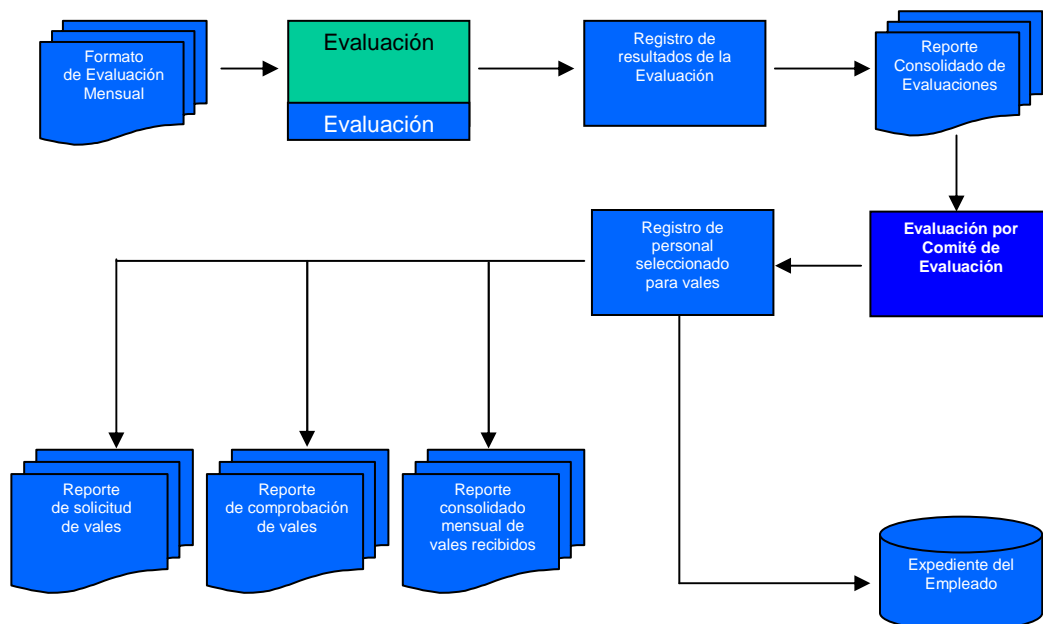 Formato
de Evaluación
Mensual
Evaluación
Evaluación
Registro de
resultados de la
Evaluación
Reporte
Consolidado de
Evaluaciones
Registro de
personal
seleccionado
para vales
Evaluación por
Comité de
Evaluación
Reporte
de solicitud
de vales
Reporte
de comprobación
de vales
Reporte
consolidado
mensual de
vales recibidos
Expediente del
Empleado